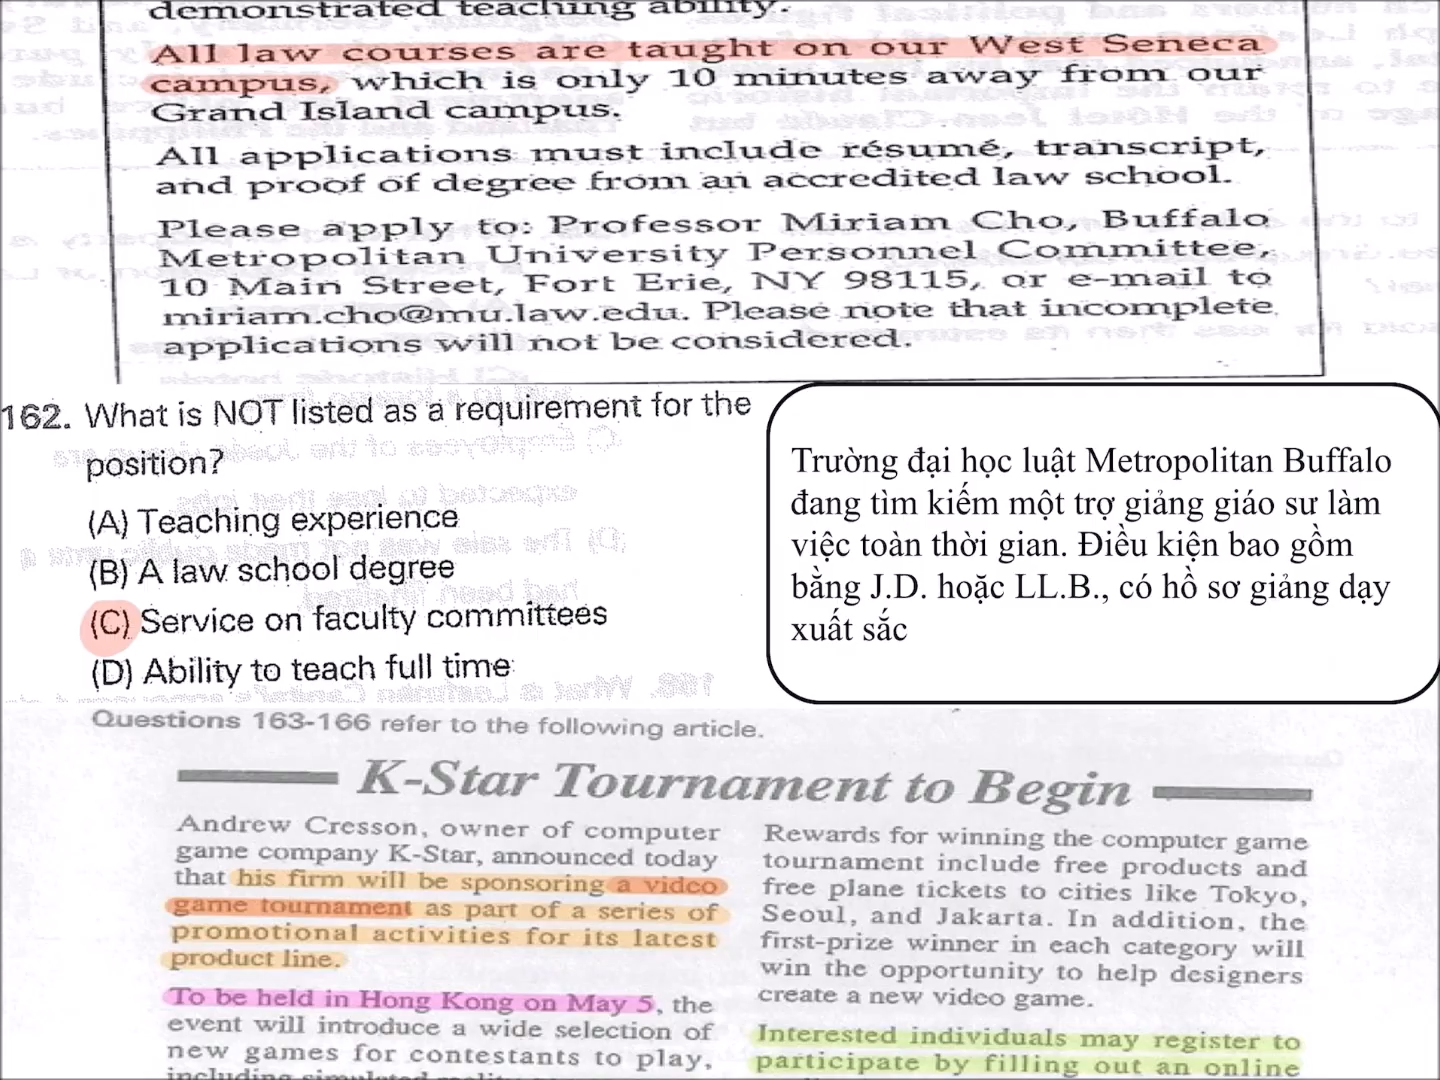 demonstrated teaching ability.
All law courses are taught on our West Seneca
campus, which is only 10 minutes away from our
Grand Island campus.
All applications must include résumé, transcript,
and proof of degree from an accredited law school.
Please apply to: Professor Miriam Cho, Buffalo
Metropolitan University Personnel Committee,
10 Main Street, Fort Erie, NY 98115, or e-mail to
miriam.cho@mu.law.edu. Please note that incomplete
applications will not be considered.
162. What is NOT listed as a requirement for the
position?
(A) Teaching experience
(B) A law school degree
(C) Service on faculty committees
(D) Ability to teach full time
Trường đại học luật Metropolitan Buffalo
đang tìm kiếm một trợ giảng giáo sư làm
việc toàn thời gian. Điều kiện bao gồm
bằng J.D. hoặc LL.B., có hồ sơ giảng dạy
xuất sắc
Questions 163-166 refer to the following article.
K-Star Tournament to Begin
Andrew Cresson, owner of computer
game company K-Star, announced today
that his firm will be sponsoring a video
game tournament as part of a series of
promotional activities for its latest
product line.
To be held in Hong Kong on May 5, the
event will introduce a wide selection of
new games for contestants to play,
Rewards for winning the computer game
tournament include free products and
free plane tickets to cities like Tokyo,
Seoul, and Jakarta. In addition, the
first-prize winner in each category will
win the opportunity to help designers
create a new video game.
Interested individuals may register to
participate by filling out an online